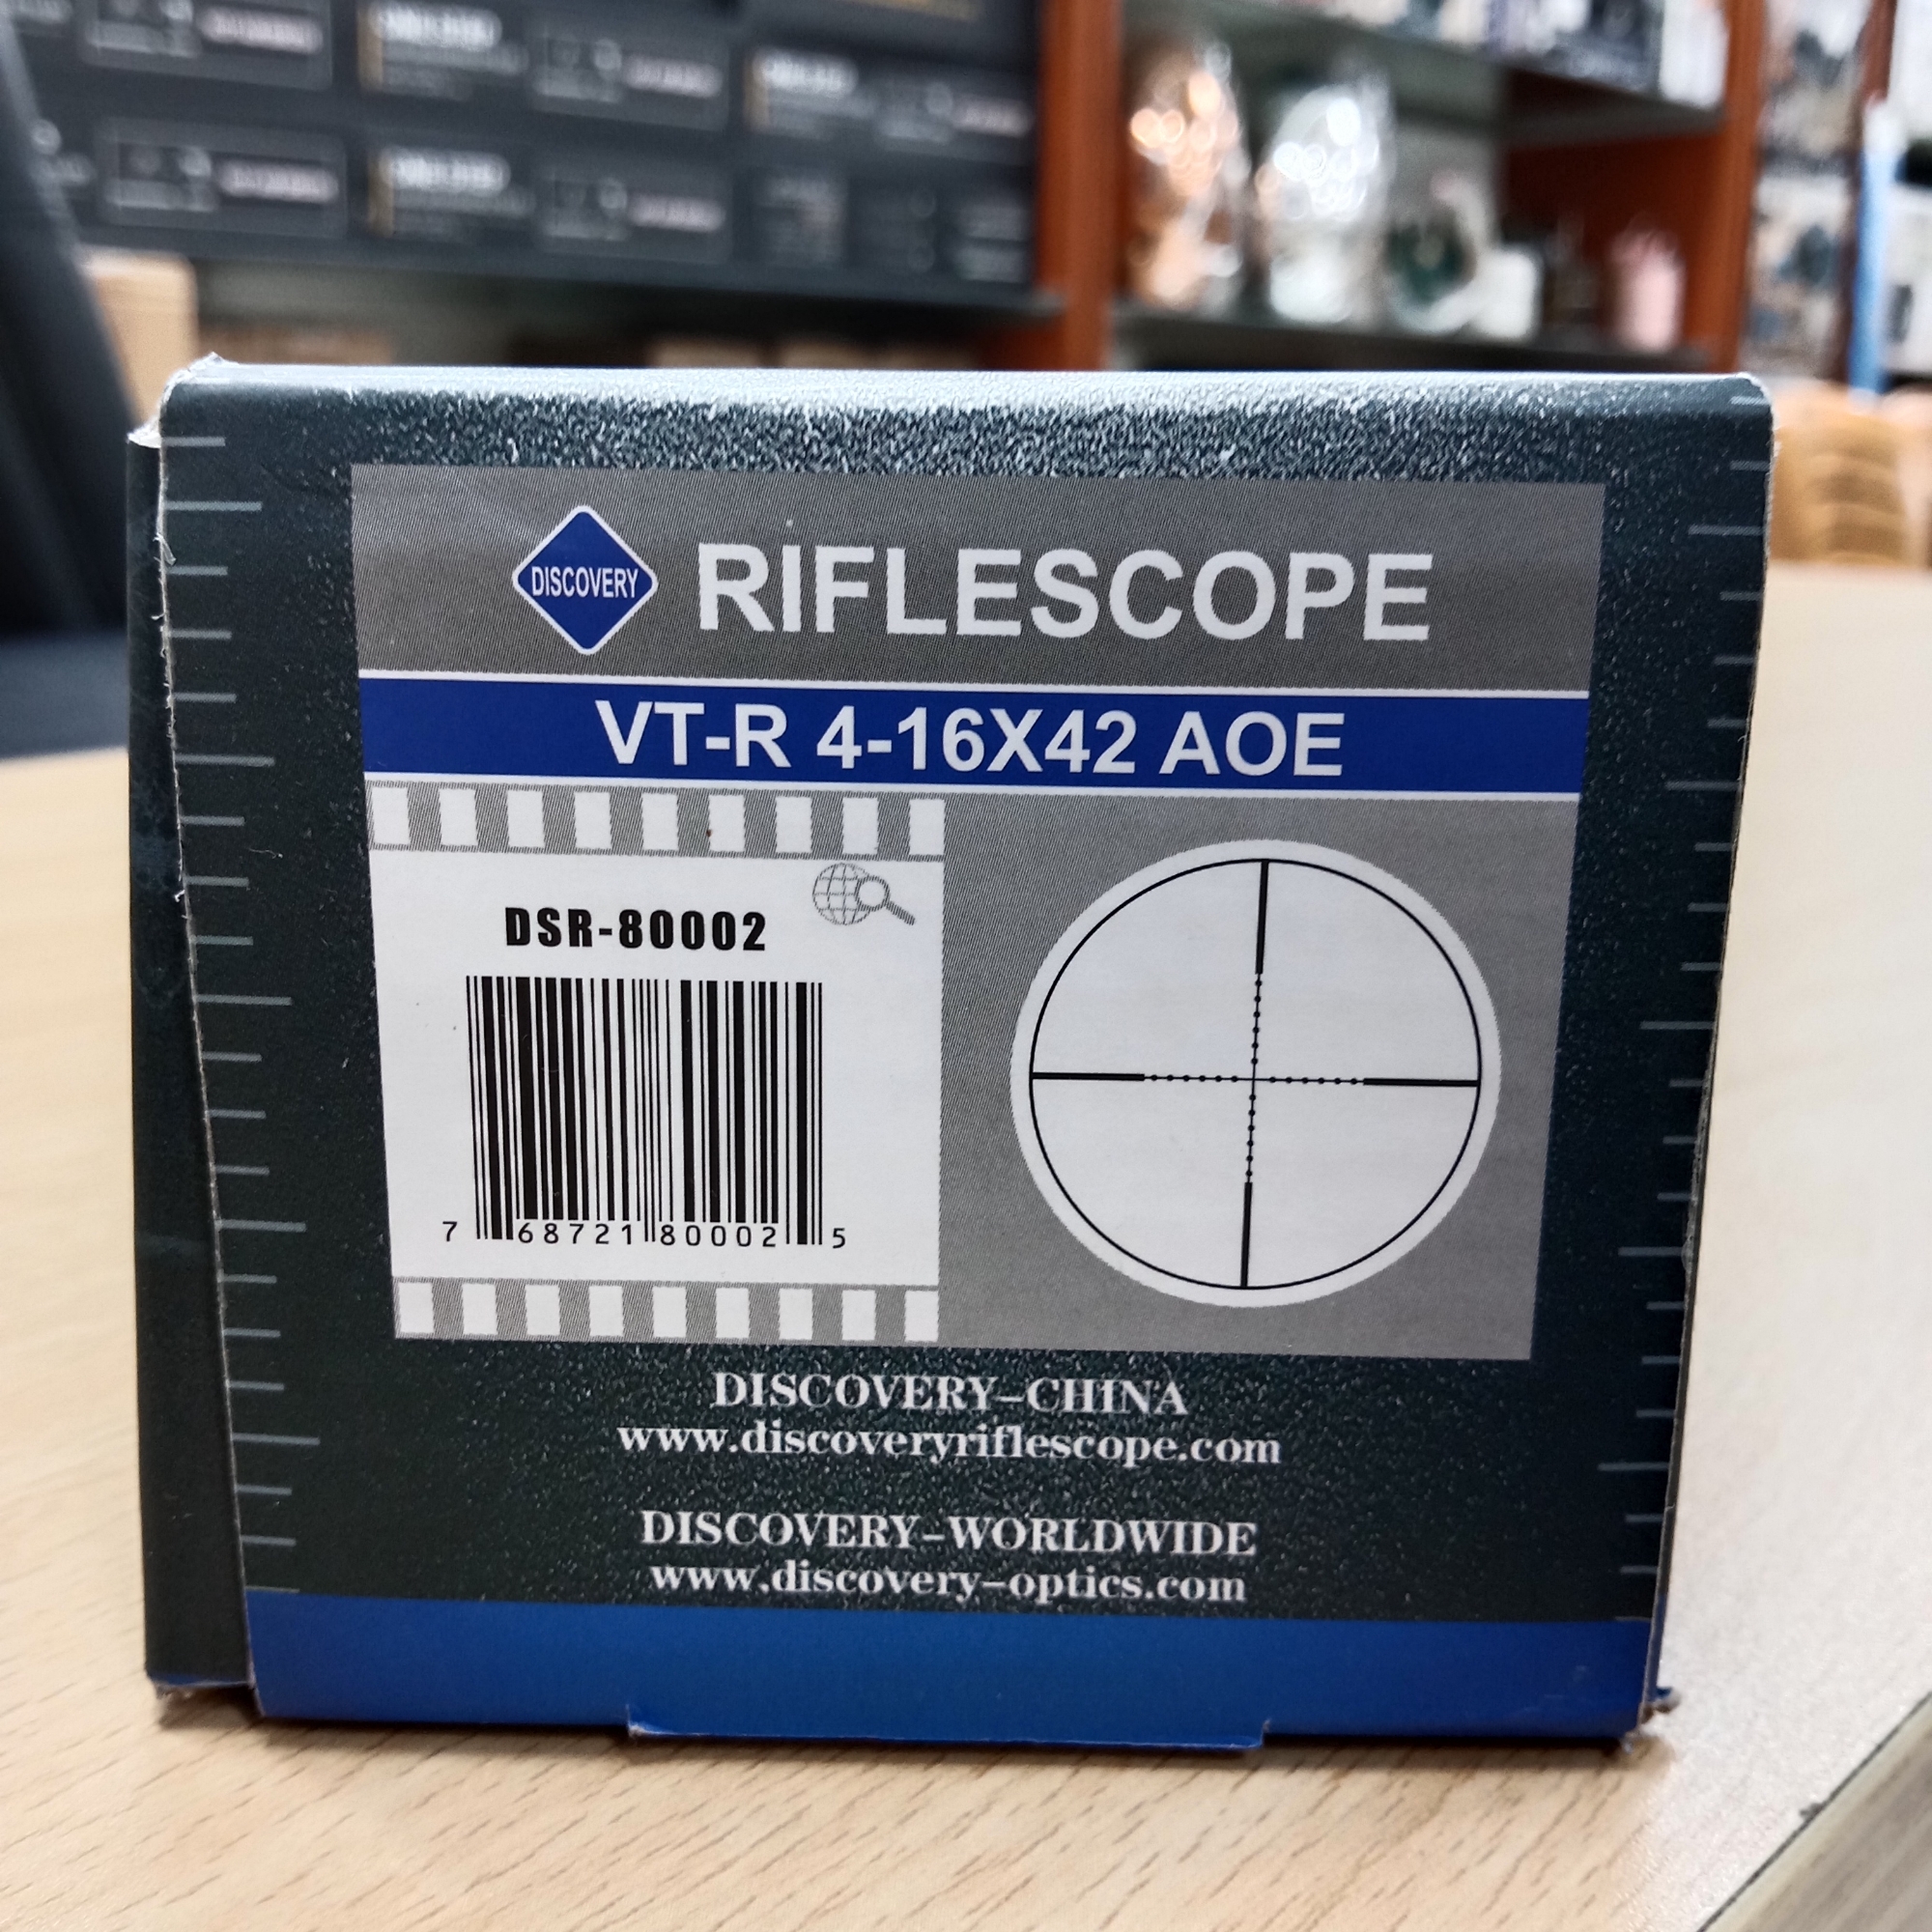 DISCOVERY RIFLESCOPE
VT-R 4-16X42 AOE
DSR-80002
7 68721 80002 5
DISCOVERY-CHINA
www.discoveryriflescope.com
DISCOVERY-WORLDWIDE
www.discovery-optics.com